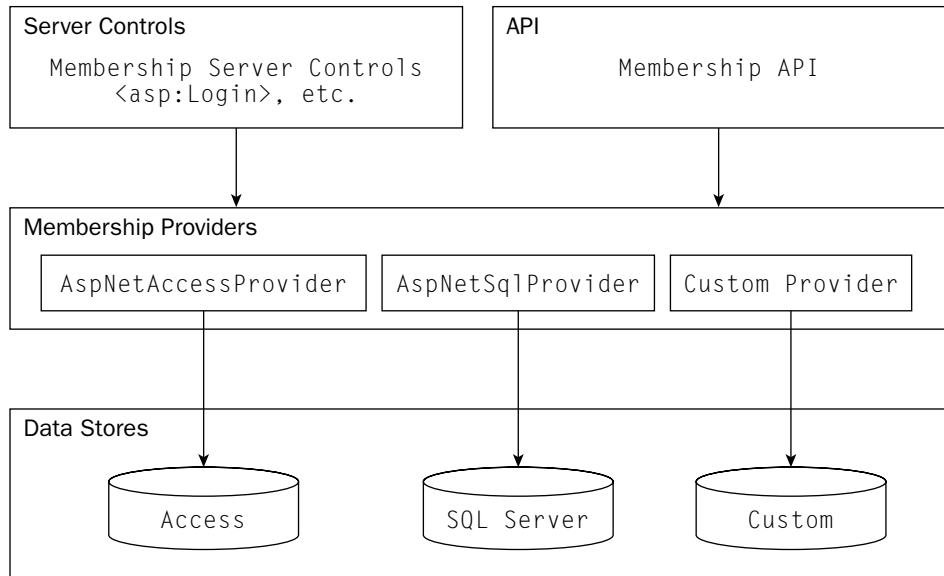 Server Controls
Membership Server Controls
<asp:Login>, etc.
API
Membership API
Membership Providers
AspNetAccessProvider
AspNetSqlProvider
Custom Provider
Data Stores
Access
SQL Server
Custom